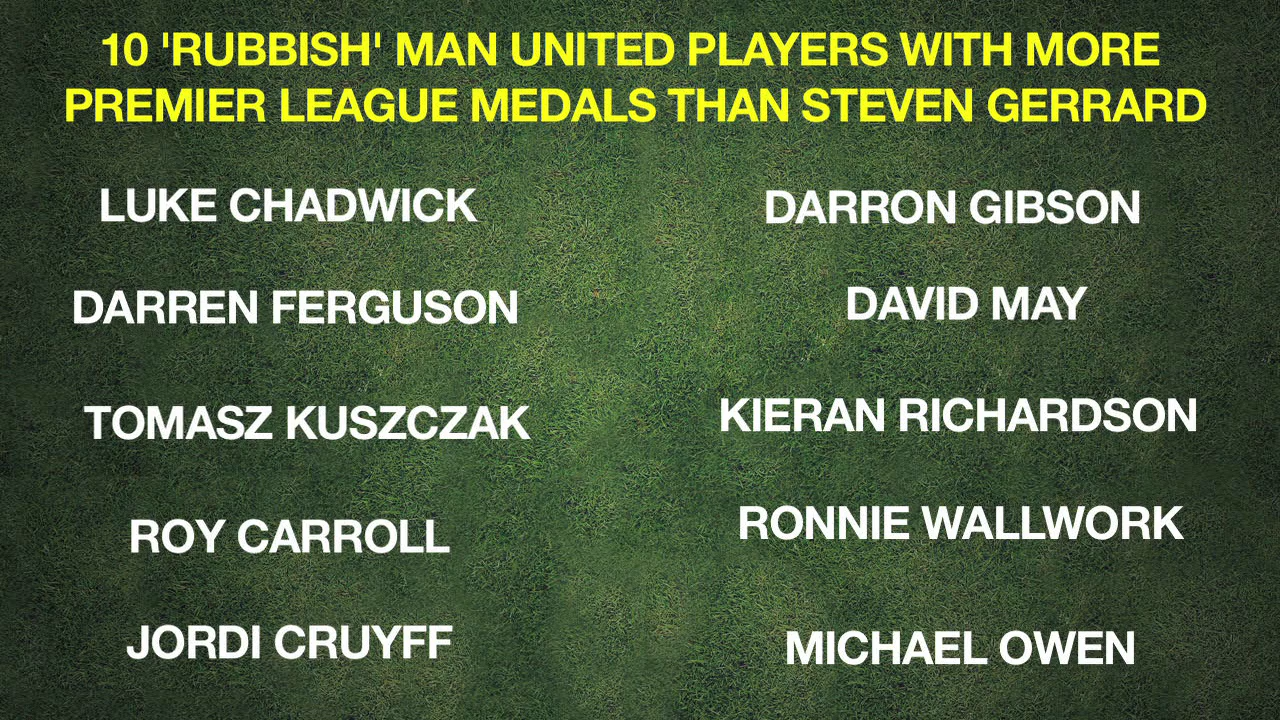 10 'RUBBISH' MAN UNITED PLAYERS WITH MORE
PREMIER LEAGUE MEDALS THAN STEVEN GERRARD
LUKE CHADWICK
DARREN FERGUSON
TOMASZ KUSZCZAK
ROY CARROLL
JORDI CRUYFF
DARRON GIBSON
DAVID MAY
KIERAN RICHARDSON
RONNIE WALLWORK
MICHAEL OWEN